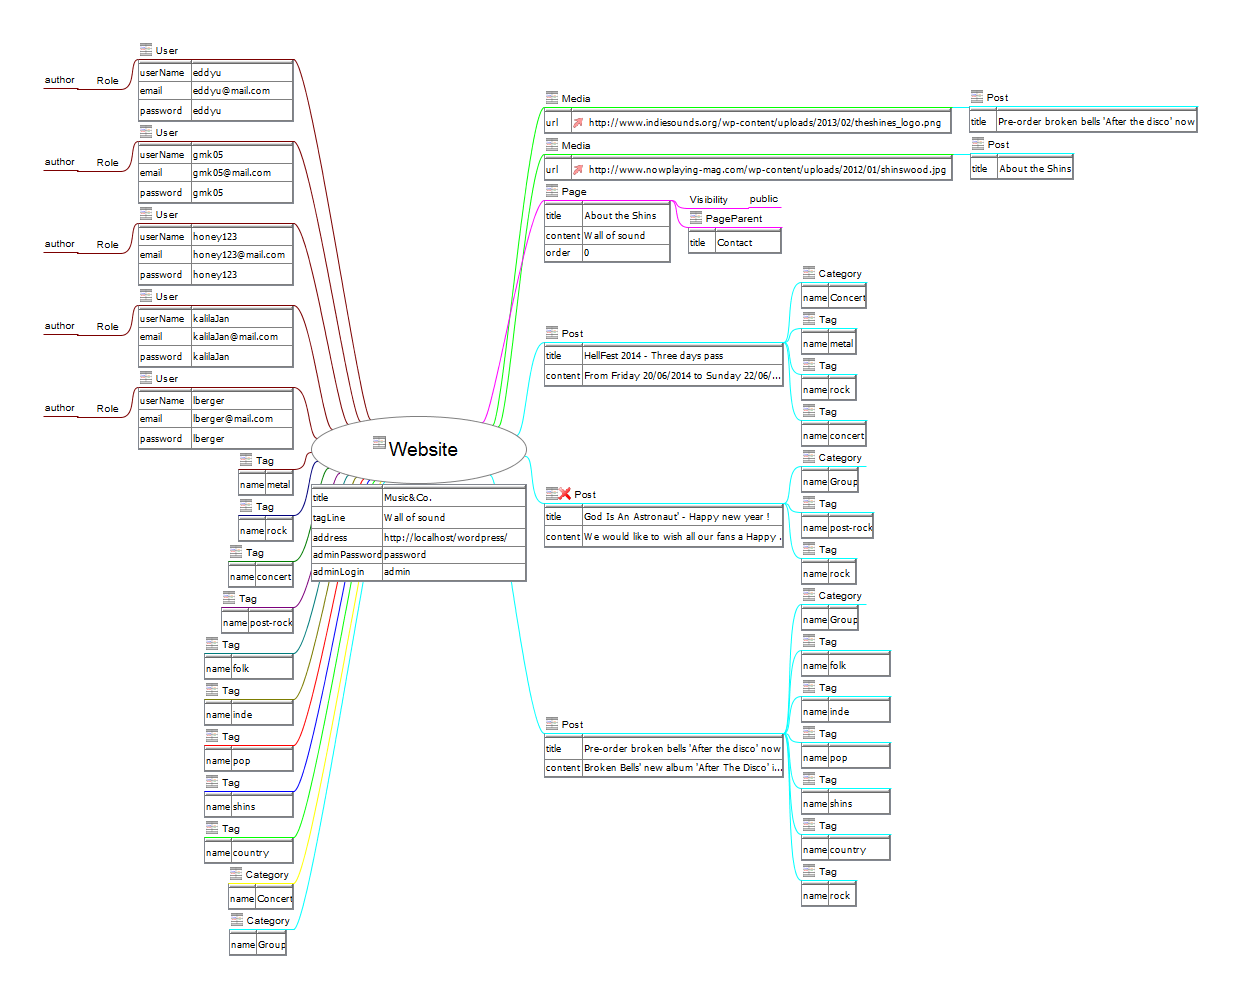 User
userName eddyu
email eddyu@mail.com
password eddyu
author Role
User
userName gmk05
email gmk05@mail.com
password gmk05
author Role
User
userName honey123
email honey123@mail.com
password honey123
author Role
User
userName kalilaJan
email kalilaJan@mail.com
password kalilaJan
author Role
User
userName lberger
email lberger@mail.com
password lberger
author Role
Tag
name metal
Tag
name rock
Tag
name concert
Tag
name post-rock
Tag
name folk
Tag
name inde
Tag
name pop
Tag
name shins
Tag
name country
Category
name Concert
Category
name Group
Website
title Music&Co.
tagLine Wall of sound
address http://localhost/wordpress/
adminPassword password
adminLogin admin
Media
url http://www.indiesounds.org/wp-content/uploads/2013/02/theshines_logo.png
Post
title Pre-order broken bells 'After the disco' now
Media
url http://www.nowplaying-mag.com/wp-content/uploads/2012/01/shinswood.jpg
Post
title About the Shins
Page
title About the Shins
content Wall of sound
order 0
Visibility public
PageParent
title Contact
Post
title HellFest 2014 - Three days pass
content From Friday 20/06/2014 to Sunday 22/06/...
Category
name Concert
Tag
name metal
Tag
name rock
Tag
name concert
Post
title God Is An Astronaut' - Happy new year !
content We would like to wish all our fans a Happy .
Category
name Group
Tag
name post-rock
Tag
name rock
Post
title Pre-order broken bells 'After the disco' now
content Broken Bells' new album 'After The Disco' i...
Category
name Group
Tag
name folk
Tag
name inde
Tag
name pop
Tag
name shins
Tag
name country
Tag
name rock